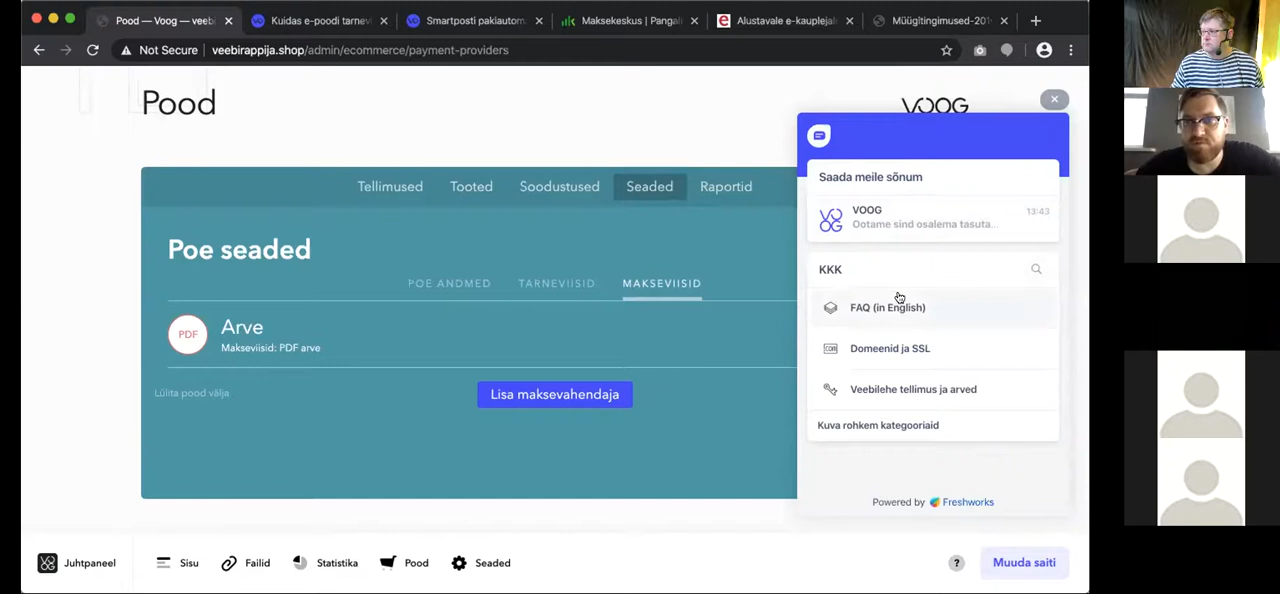 Pood — Voog — veebi
Kuidas e-poodi tarnevi
Smartposti pakiautom
Maksekeskus | Pangali
Alustavale e-kauplejal
Müügitingimused-201
Not Secure
veebirappija.shop/admin/ecommerce/payment-providers
Pood
VOOG
Tellimused
Tooted
Soodustused
Seaded
Raportid
Poe seaded
POE ANDMED
TARNEVIISID
MAKSEVIISID
PDF
Arve
Makseviisid: PDF arve
Lülita pood välja
Lisa maksevahendaja
Saada meile sõnum
VOOG
13:43
Ootame sind osalema tasuta...
KKK
FAQ (in English)
Domeenid ja SSL
Veebilehe tellimus ja arved
Kuva rohkem kategooriaid
Powered by Freshworks
Juhtpaneel
Sisu
Failid
Statistika
Pood
Seaded
?
Muuda saiti